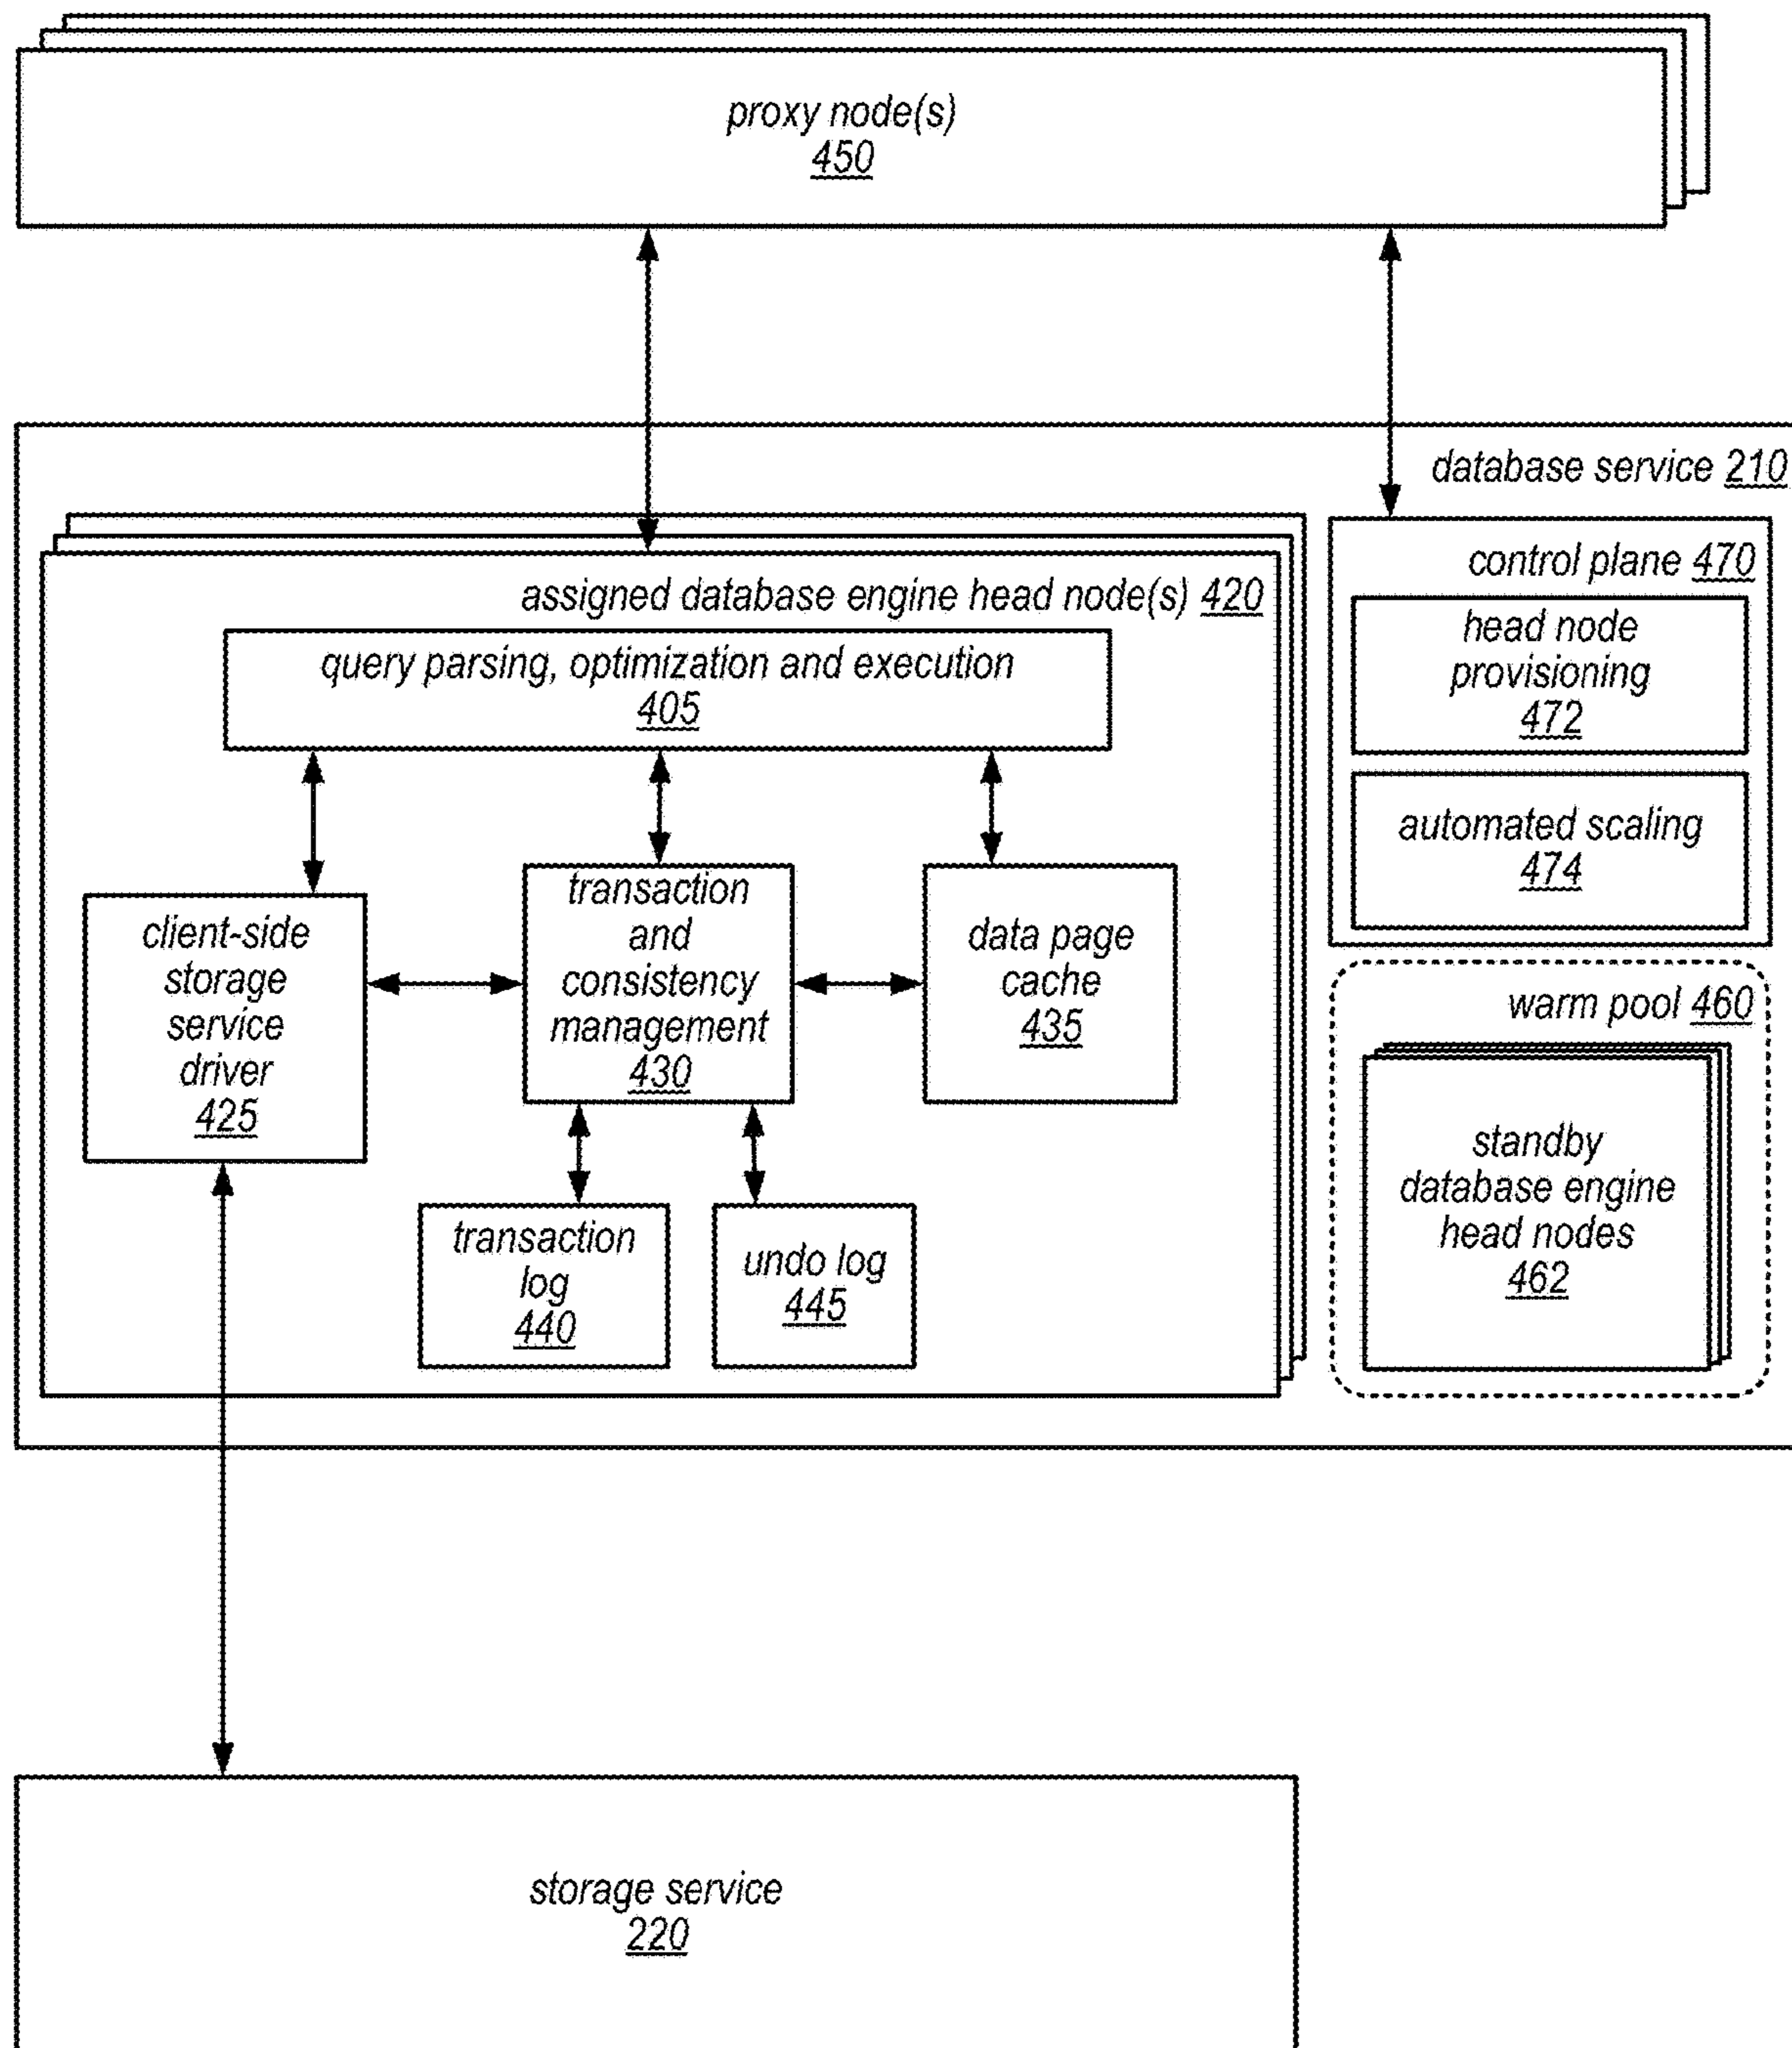 proxy node(s)
450
database service 210
assigned database engine head node(s) 420
query parsing, optimization and execution
405
client-side
storage
service
driver
425
transaction
and
consistency
management
430
data page
cache
435
transaction
log
440
undo log
445
control plane 470
head node
provisioning
472
automated scaling
474
warm pool 460
standby
database engine
head nodes
462
storage service
220